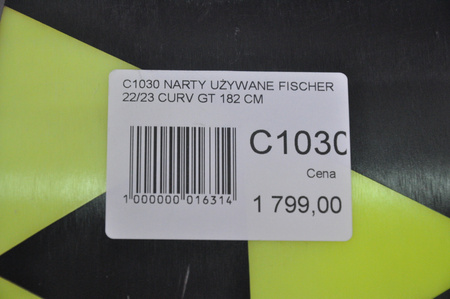 C1030 NARTY UŻYWANE FISCHER
22/23 CURV GT 182 CM
C1030
Cena
1 000000 016314
1 799,00